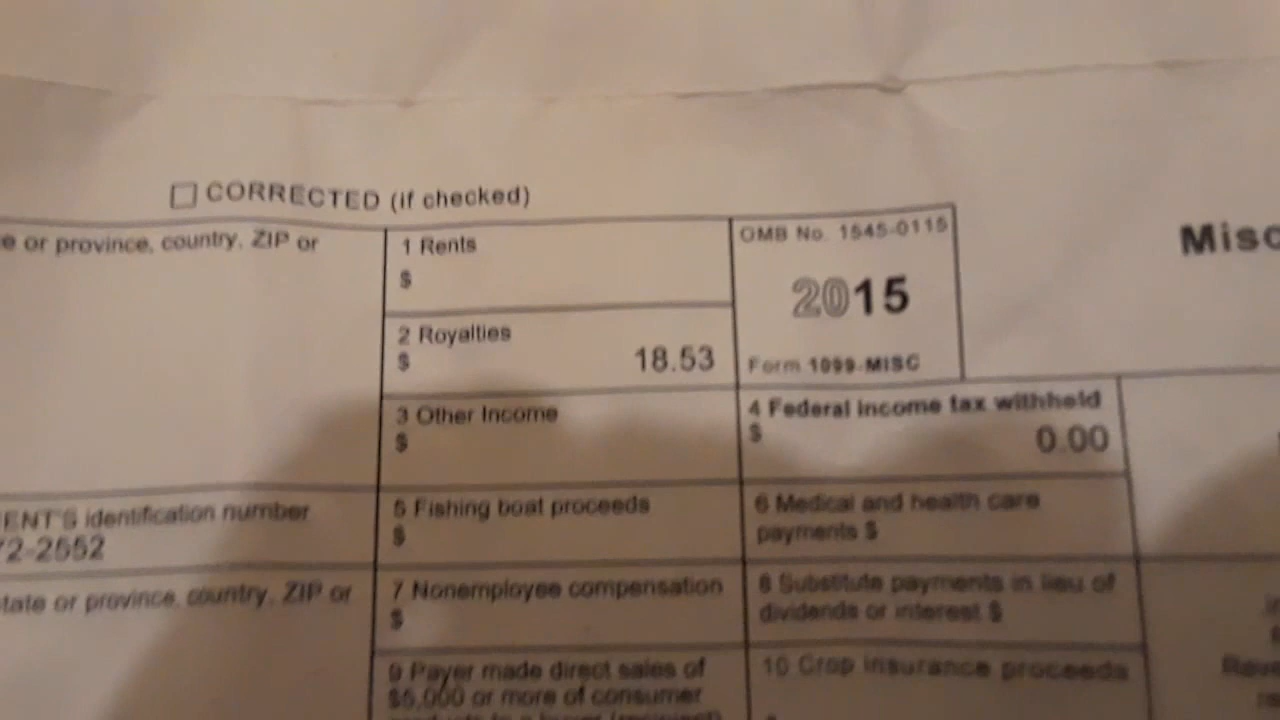 CORRECTED (if checked)
e or province, country, ZIP or
1 Rents
$
OMB No. 1545-0115
2015
Form 1099-MISC
Misc
2 Royalties
$ 18.53
3 Other Income
$
4 Federal income tax withheld
$ 0.00
ENT'S identification number
72-2552
5 Fishing boat proceeds
$
6 Medical and health care
payments $
tate or province, country, ZIP or
7 Nonemployee compensation
$
8 Substitute payments in lieu of
dividends or interest $
9 Payer made direct sales of
$5,000 or more of consumer
10 Crop insurance proceeds